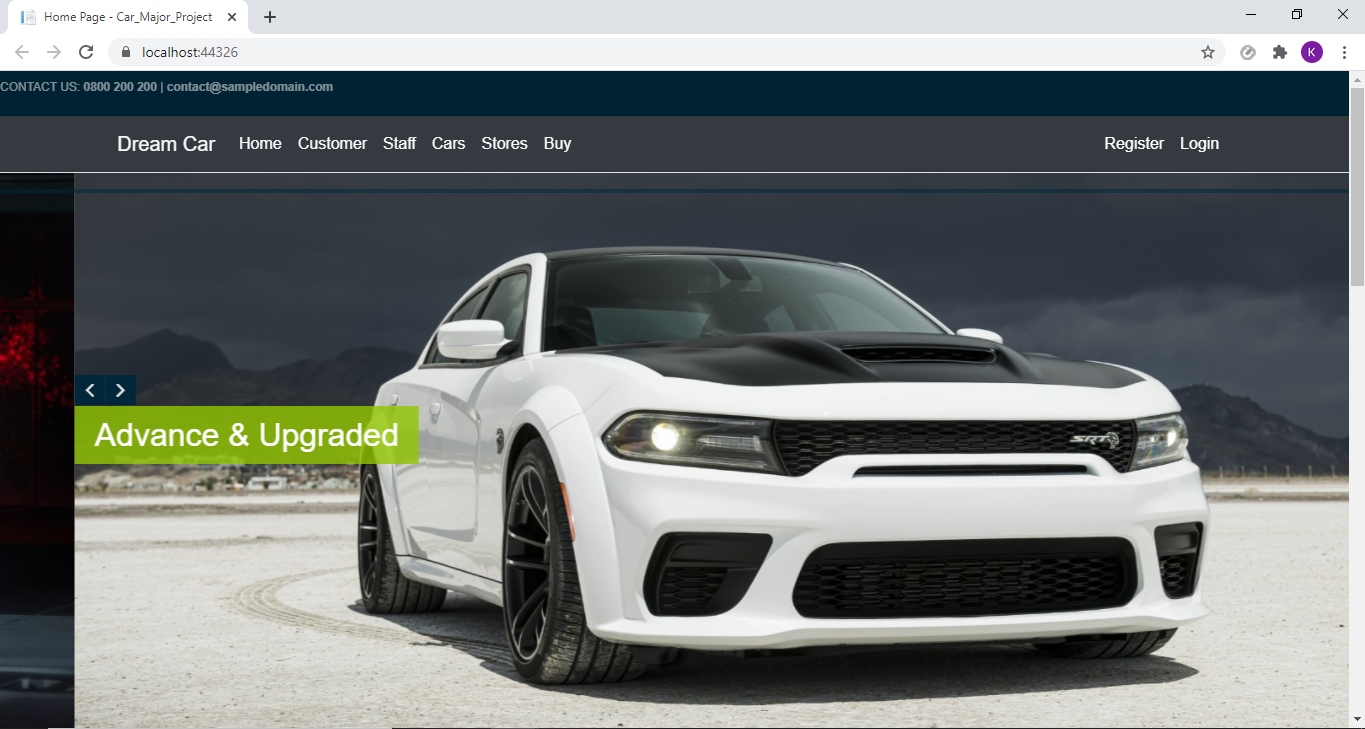 Home Page - Car_Major_Project
localhost:44326
K
CONTACT US: 0800 200 200 | contact@sampledomain.com
Dream Car Home Customer Staff Cars Stores Buy Register Login
Advance & Upgraded
SRT